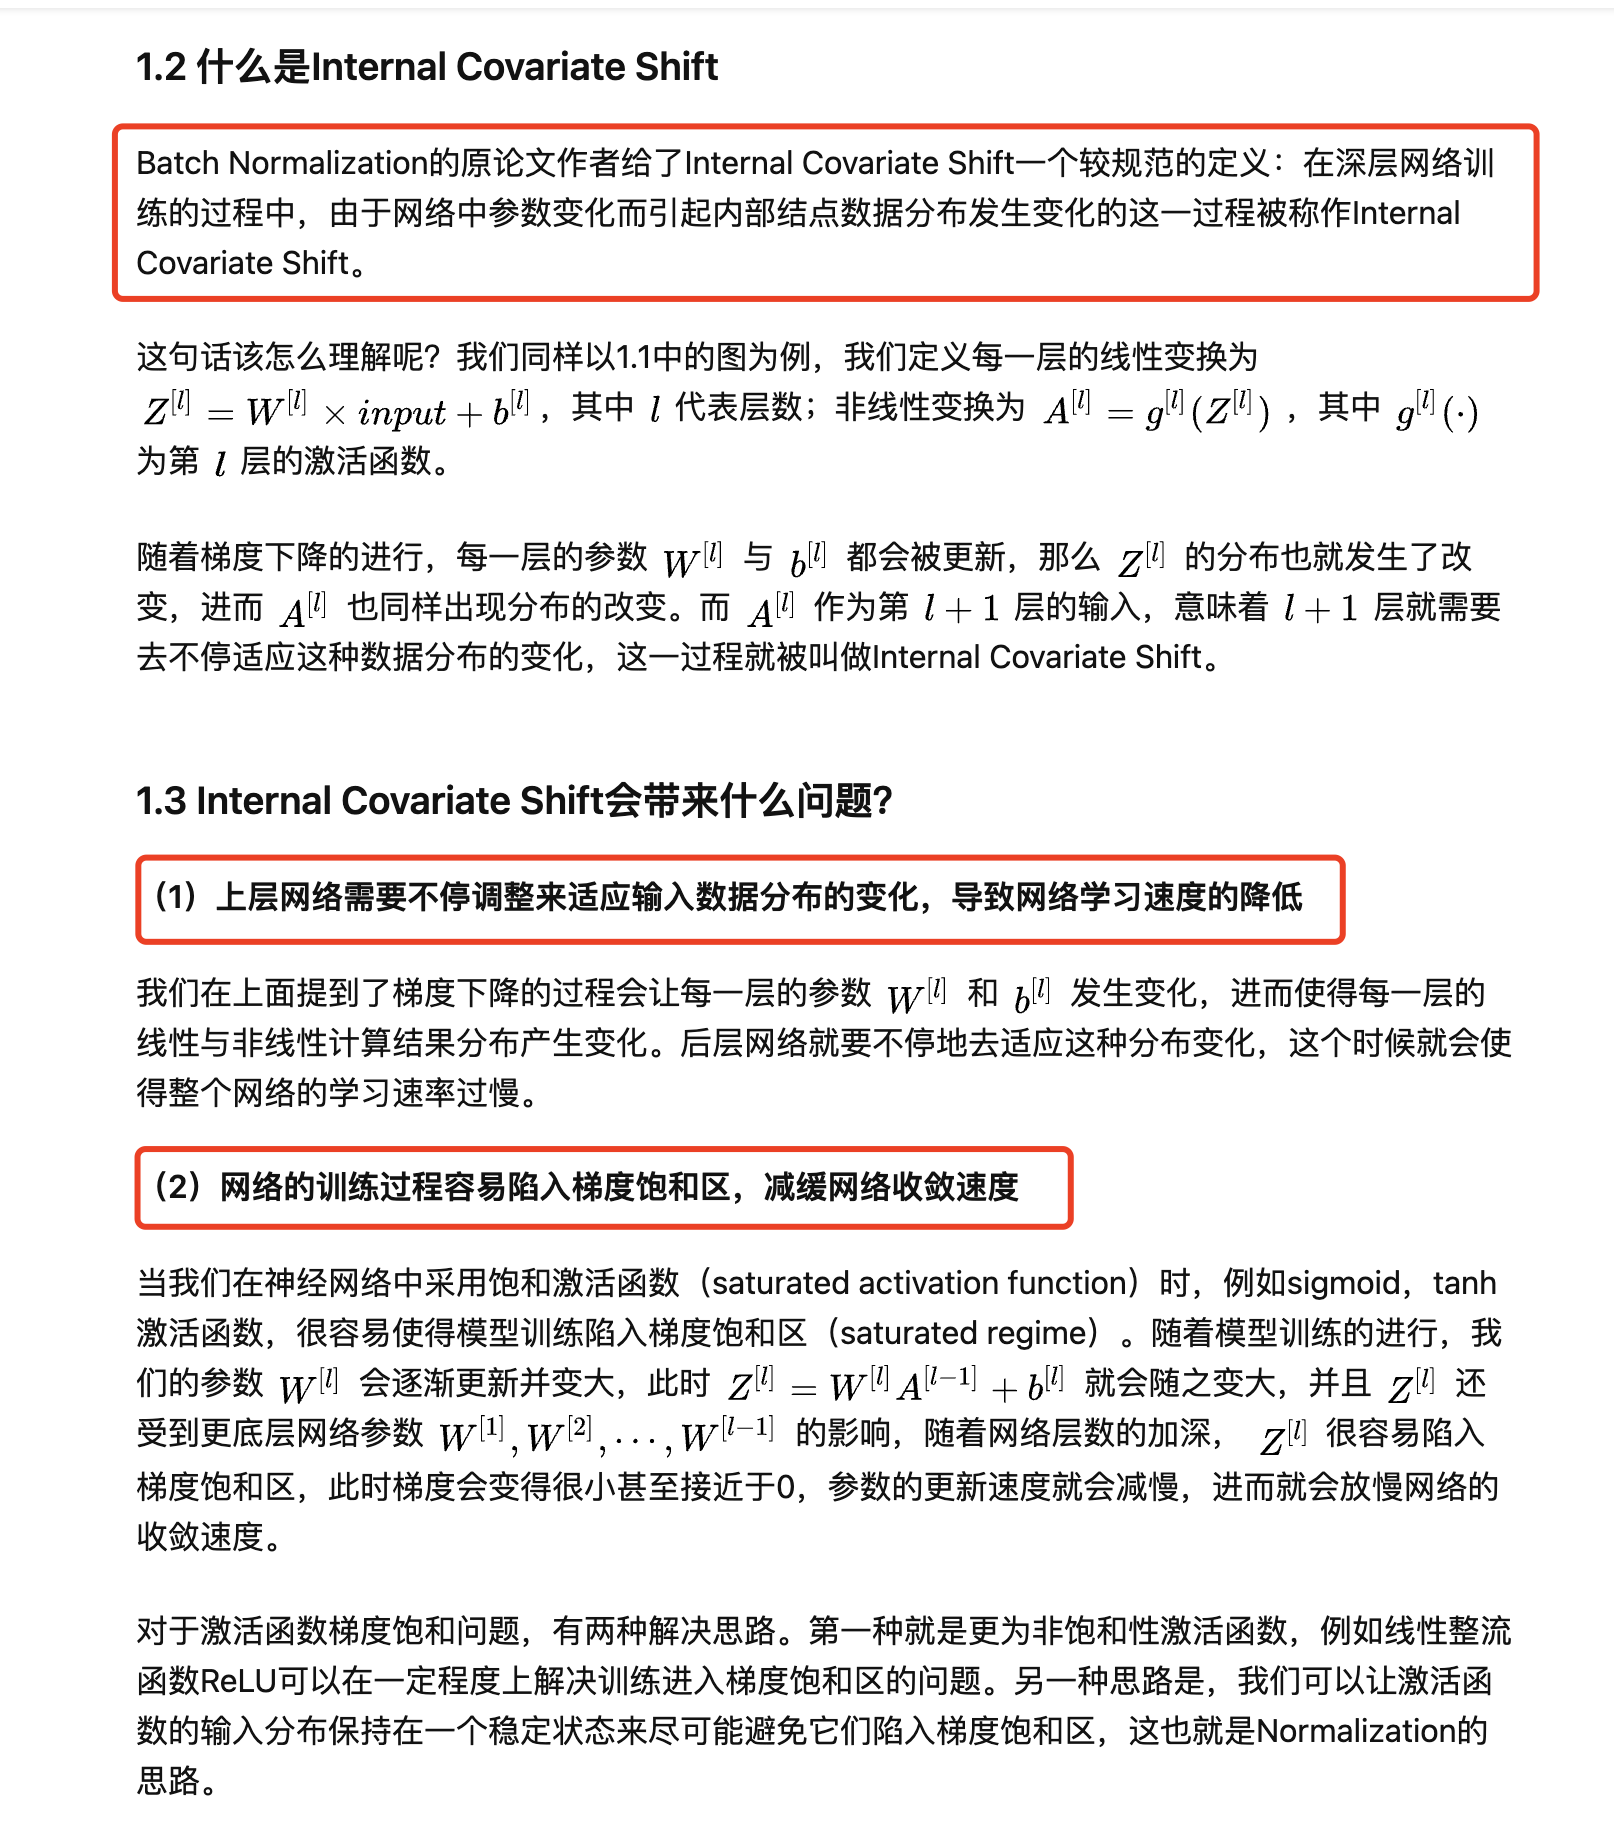 1.2 什么是Internal Covariate Shift
Batch Normalization的原论文作者给了Internal Covariate Shift一个较规范的定义：在深层网络训
练的过程中，由于网络中参数变化而引起内部结点数据分布发生变化的这一过程被称作Internal
Covariate Shift。
这句话该怎么理解呢？我们同样以1.1中的图为例，我们定义每一层的线性变换为
Z^{[l]} = W^{[l]} × input + b^{[l]}，其中 l 代表层数；非线性变换为 A^{[l]} = g^{[l]}(Z^{[l]})，其中 g^{[l]}(·)
为第 l 层的激活函数。
随着梯度下降的进行，每一层的参数 W^{[l]} 与 b^{[l]} 都会被更新，那么 Z^{[l]} 的分布也就发生了改
变，进而 A^{[l]} 也同样出现分布的改变。而 A^{[l]} 作为第 l + 1 层的输入，意味着 l + 1 层就需要
去不停适应这种数据分布的变化，这一过程就被叫做Internal Covariate Shift。
1.3 Internal Covariate Shift会带来什么问题？
（1）上层网络需要不停调整来适应输入数据分布的变化，导致网络学习速度的降低
我们在上面提到了梯度下降的过程会让每一层的参数 W^{[l]} 和 b^{[l]} 发生变化，进而使得每一层的
线性与非线性计算结果分布产生变化。后层网络就要不停地去适应这种分布变化，这个时候就会使
得整个网络的学习速率过慢。
（2）网络的训练过程容易陷入梯度饱和区，减缓网络收敛速度
当我们在神经网络中采用饱和激活函数（saturated activation function）时，例如sigmoid，tanh
激活函数，很容易使得模型训练陷入梯度饱和区（saturated regime）。随着模型训练的进行，我
们的参数 W^{[l]} 会逐渐更新并变大，此时 Z^{[l]} = W^{[l]}A^{[l-1]} + b^{[l]} 就会随之变大，并且 Z^{[l]} 还
受到更底层网络参数 W^{[1]}, W^{[2]}, ···, W^{[l-1]} 的影响，随着网络层数的加深， Z^{[l]} 很容易陷入
梯度饱和区，此时梯度会变得很小甚至接近于0，参数的更新速度就会减慢，进而就会放慢网络的
收敛速度。
对于激活函数梯度饱和问题，有两种解决思路。第一种就是更为非饱和性激活函数，例如线性整流
函数ReLU可以在一定程度上解决训练进入梯度饱和区的问题。另一种思路是，我们可以让激活函
数的输入分布保持在一个稳定状态来尽可能避免它们陷入梯度饱和区，这也就是Normalization的
思路。